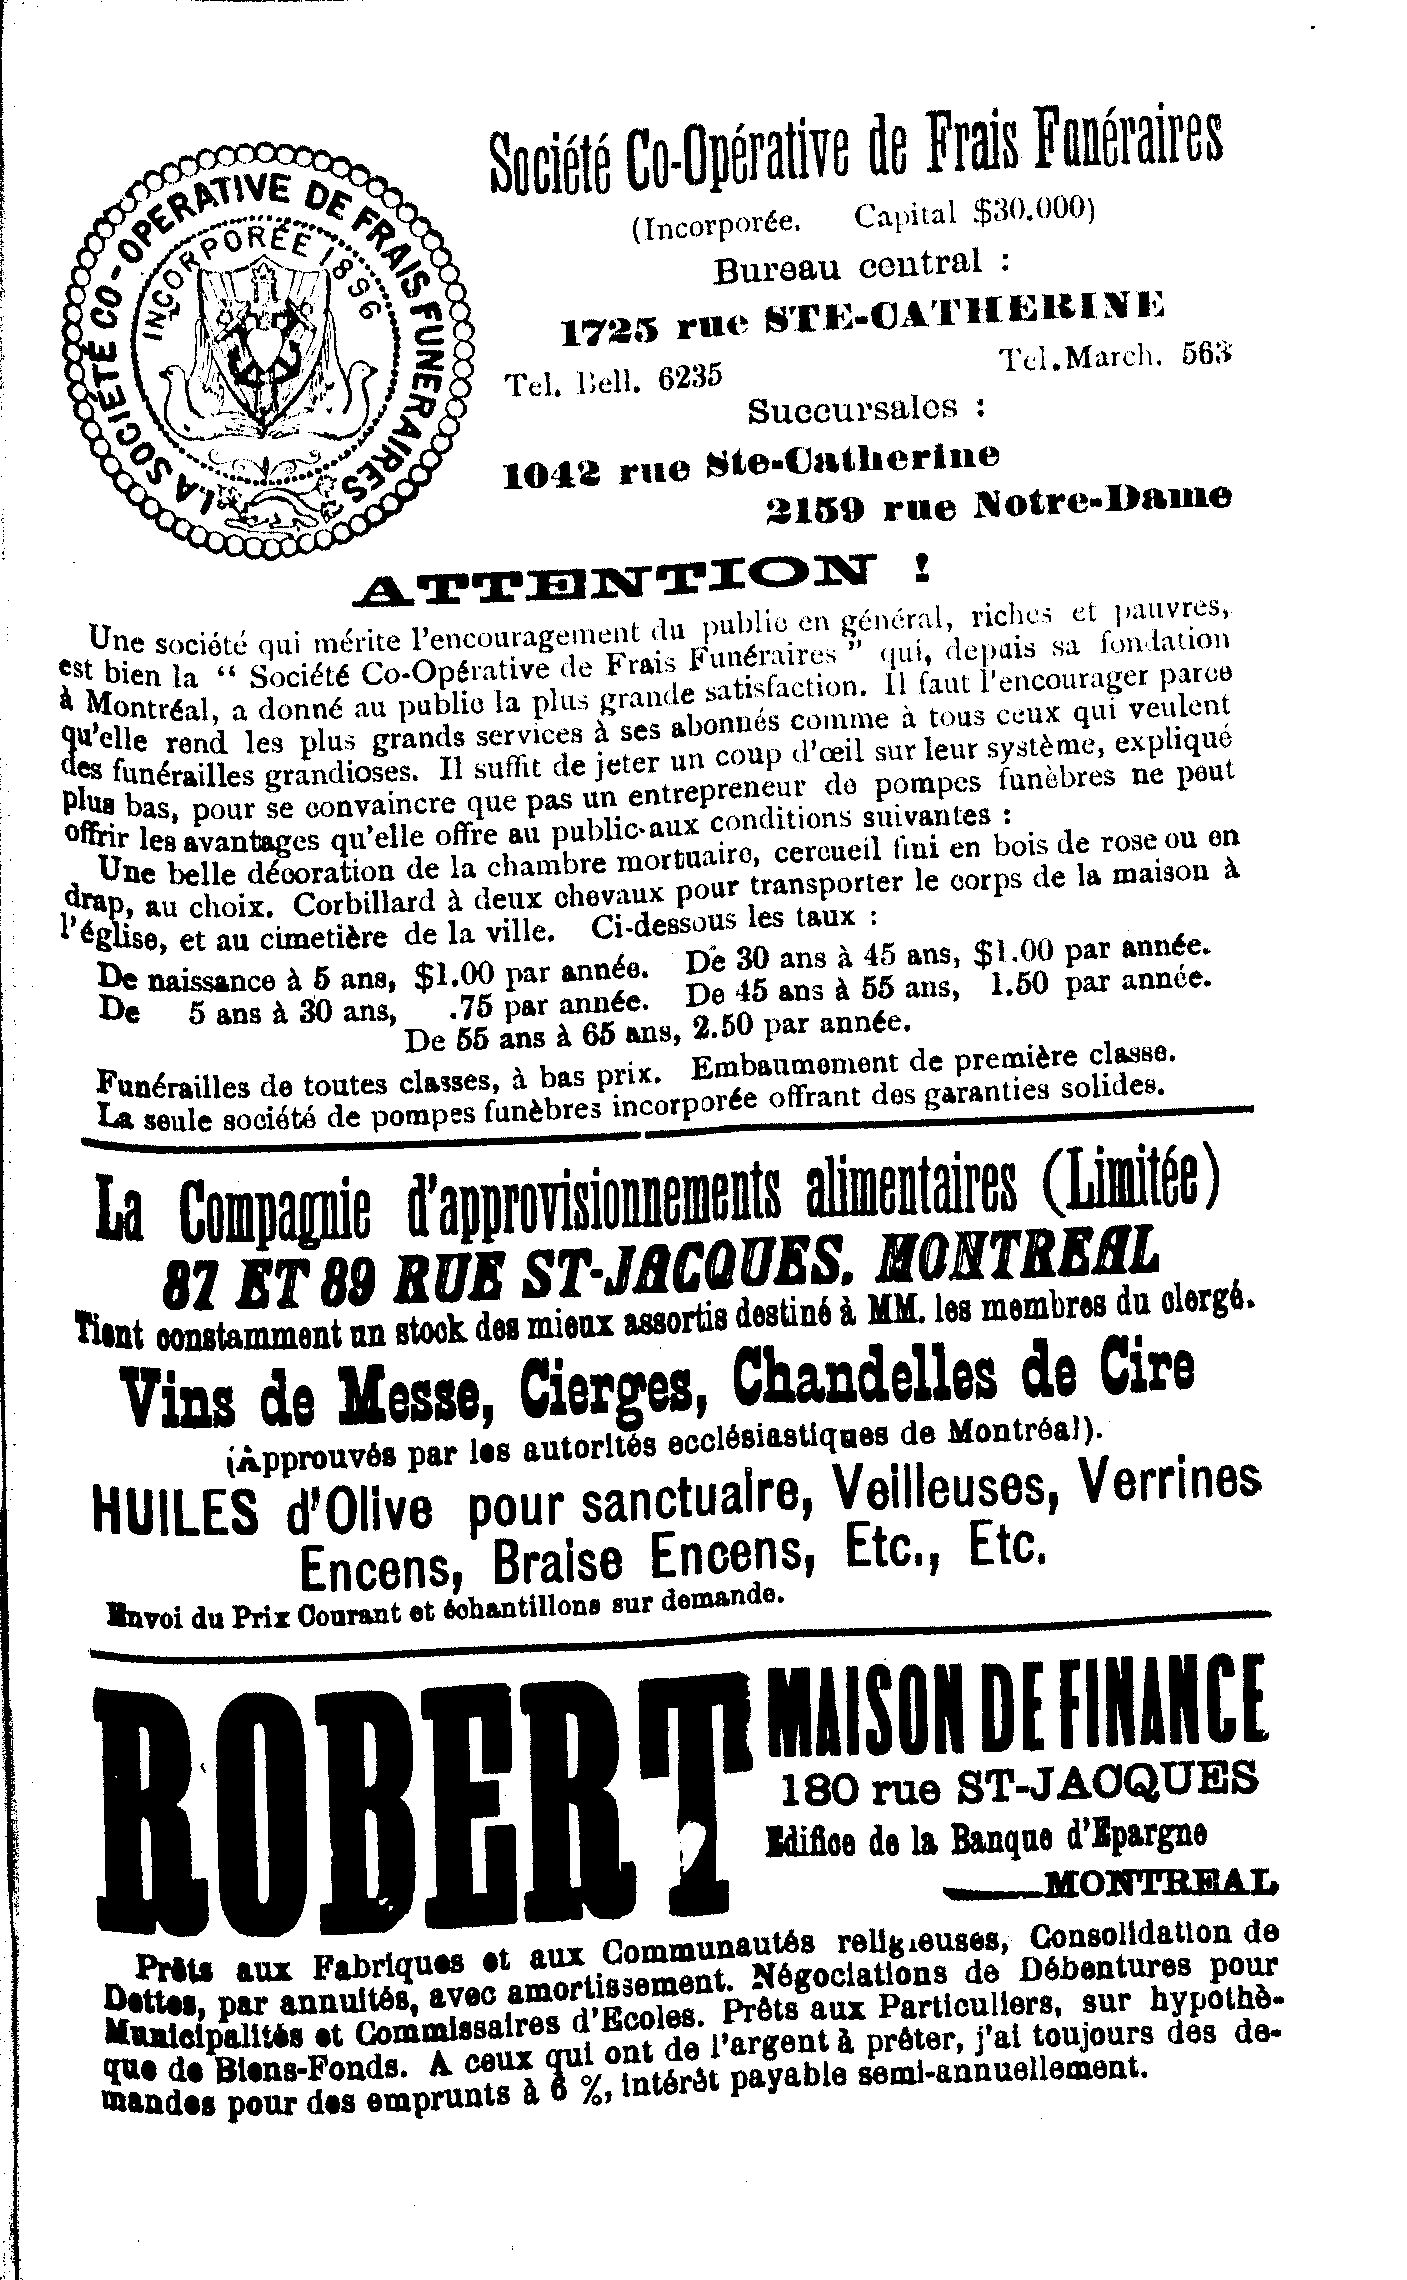 LA SOCIÉTÉ CO-OPERATIVE DE FRAIS FUNERAIRES
INCORPORÉE 1896
Société Co-Opérative de Frais Funéraires
(Incorporée. Capital $30.000)
Bureau central :
1725 rue STE-CATHERINE
Tel. Bell. 6235 Tel. March. 563
Succursales :
1042 rue Ste-Catherine
2159 rue Notre-Dame
ATTENTION !
Une société qui mérite l'encouragement du public en général, riches et pauvres,
est bien la “ Société Co-Opérative de Frais Funéraires ” qui, depuis sa fondation
à Montréal, a donné au public la plus grande satisfaction. Il faut l'encourager parce
qu'elle rend les plus grands services à ses abonnés comme à tous ceux qui veulent
des funérailles grandioses. Il suffit de jeter un coup d'œil sur leur système, expliqué
plus bas, pour se convaincre que pas un entrepreneur de pompes funèbres ne peut
offrir les avantages qu'elle offre au public aux conditions suivantes :
Une belle décoration de la chambre mortuaire, cercueil fini en bois de rose ou en
drap, au choix. Corbillard à deux chevaux pour transporter le corps de la maison à
l'église, et au cimetière de la ville. Ci-dessous les taux :
De naissance à 5 ans, $1.00 par année. De 30 ans à 45 ans, $1.00 par année.
De 5 ans à 30 ans, .75 par année. De 45 ans à 55 ans, 1.50 par année.
De 55 ans à 65 ans, 2.50 par année.
Funérailles de toutes classes, à bas prix. Embaumement de première classe.
La seule société de pompes funèbres incorporée offrant des garanties solides.
La Compagnie d'approvisionnements alimentaires (Limitée)
87 ET 89 RUE ST-JACQUES. MONTREAL
Tient constamment un stock des mieux assortis destiné à MM. les membres du clergé.
Vins de Messe, Cierges, Chandelles de Cire
(Approuvés par les autorités ecclésiastiques de Montréal).
HUILES d'Olive pour sanctuaire, Veilleuses, Verrines
Encens, Braise Encens, Etc., Etc.
Envoi du Prix Courant et échantillons sur demande.
ROBERT MAISON DE FINANCE
180 rue ST-JACQUES
Edifice de la Banque d'Epargne
MONTREAL
Prêts aux Fabriques et aux Communautés religieuses, Consolidation de
Dettes, par annuités, avec amortissement. Négociations de Débentures pour
Municipalités et Commissaires d'Ecoles. Prêts aux Particuliers, sur hypothè-
que de Biens-Fonds. A ceux qui ont de l'argent à prêter, j'ai toujours des de-
mandes pour des emprunts à 6 %, intérêt payable semi-annuellement.